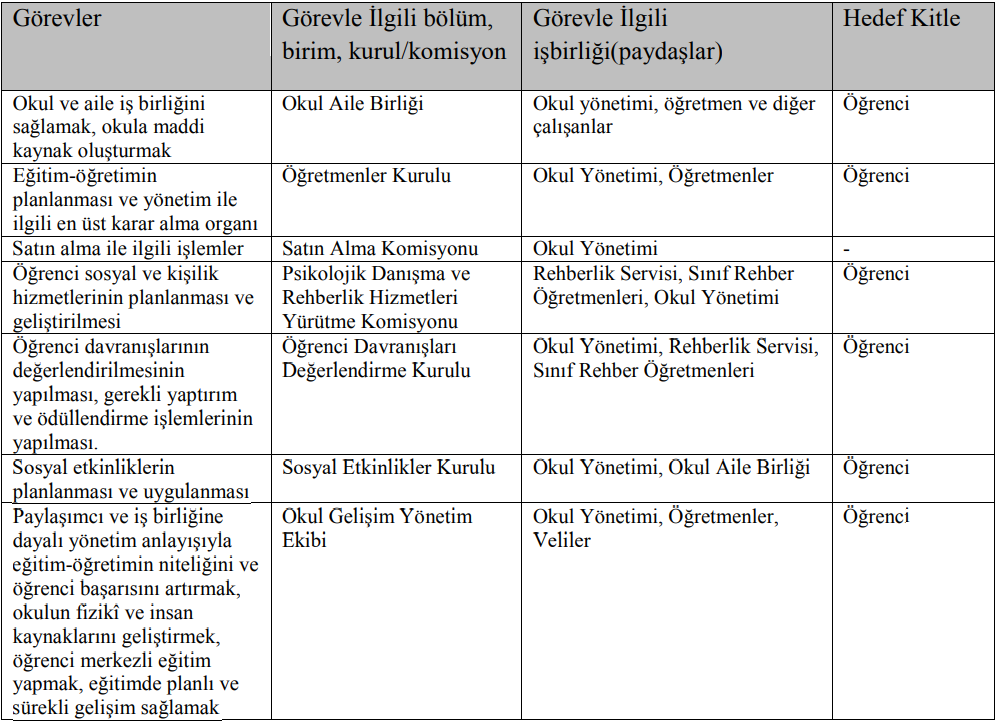 Görevler
Görevle İlgili bölüm,
birim, kurul/komisyon
Görevle İlgili
işbirliği(paydaşlar)
Hedef Kitle
Okul ve aile iş birliğini
sağlamak, okula maddi
kaynak oluşturmak
Okul Aile Birliği
Okul yönetimi, öğretmen ve diğer
çalışanlar
Öğrenci
Eğitim-öğretimin
planlanması ve yönetim ile
ilgili en üst karar alma organı
Öğretmenler Kurulu
Okul Yönetimi, Öğretmenler
Öğrenci
Satın alma ile ilgili işlemler
Satın Alma Komisyonu
Okul Yönetimi
-
Öğrenci sosyal ve kişilik
hizmetlerinin planlanması ve
geliştirilmesi
Psikolojik Danışma ve
Rehberlik Hizmetleri
Yürütme Komisyonu
Rehberlik Servisi, Sınıf Rehber
Öğretmenleri, Okul Yönetimi
Öğrenci
Öğrenci davranışlarının
değerlendirilmesinin
yapılması, gerekli yaptırım
ve ödüllendirme işlemlerinin
yapılması.
Öğrenci Davranışları
Değerlendirme Kurulu
Okul Yönetimi, Rehberlik Servisi,
Sınıf Rehber Öğretmenleri
Öğrenci
Sosyal etkinliklerin
planlanması ve uygulanması
Sosyal Etkinlikler Kurulu
Okul Yönetimi, Okul Aile Birliği
Öğrenci
Paylaşımcı ve iş birliğine
dayalı yönetim anlayışıyla
eğitim-öğretimin niteliğini ve
öğrenci başarısını artırmak,
okulun fizikî ve insan
kaynaklarını geliştirmek,
öğrenci merkezli eğitim
yapmak, eğitimde planlı ve
sürekli gelişim sağlamak
Okul Gelişim Yönetim
Ekibi
Okul Yönetimi, Öğretmenler,
Veliler
Öğrenci